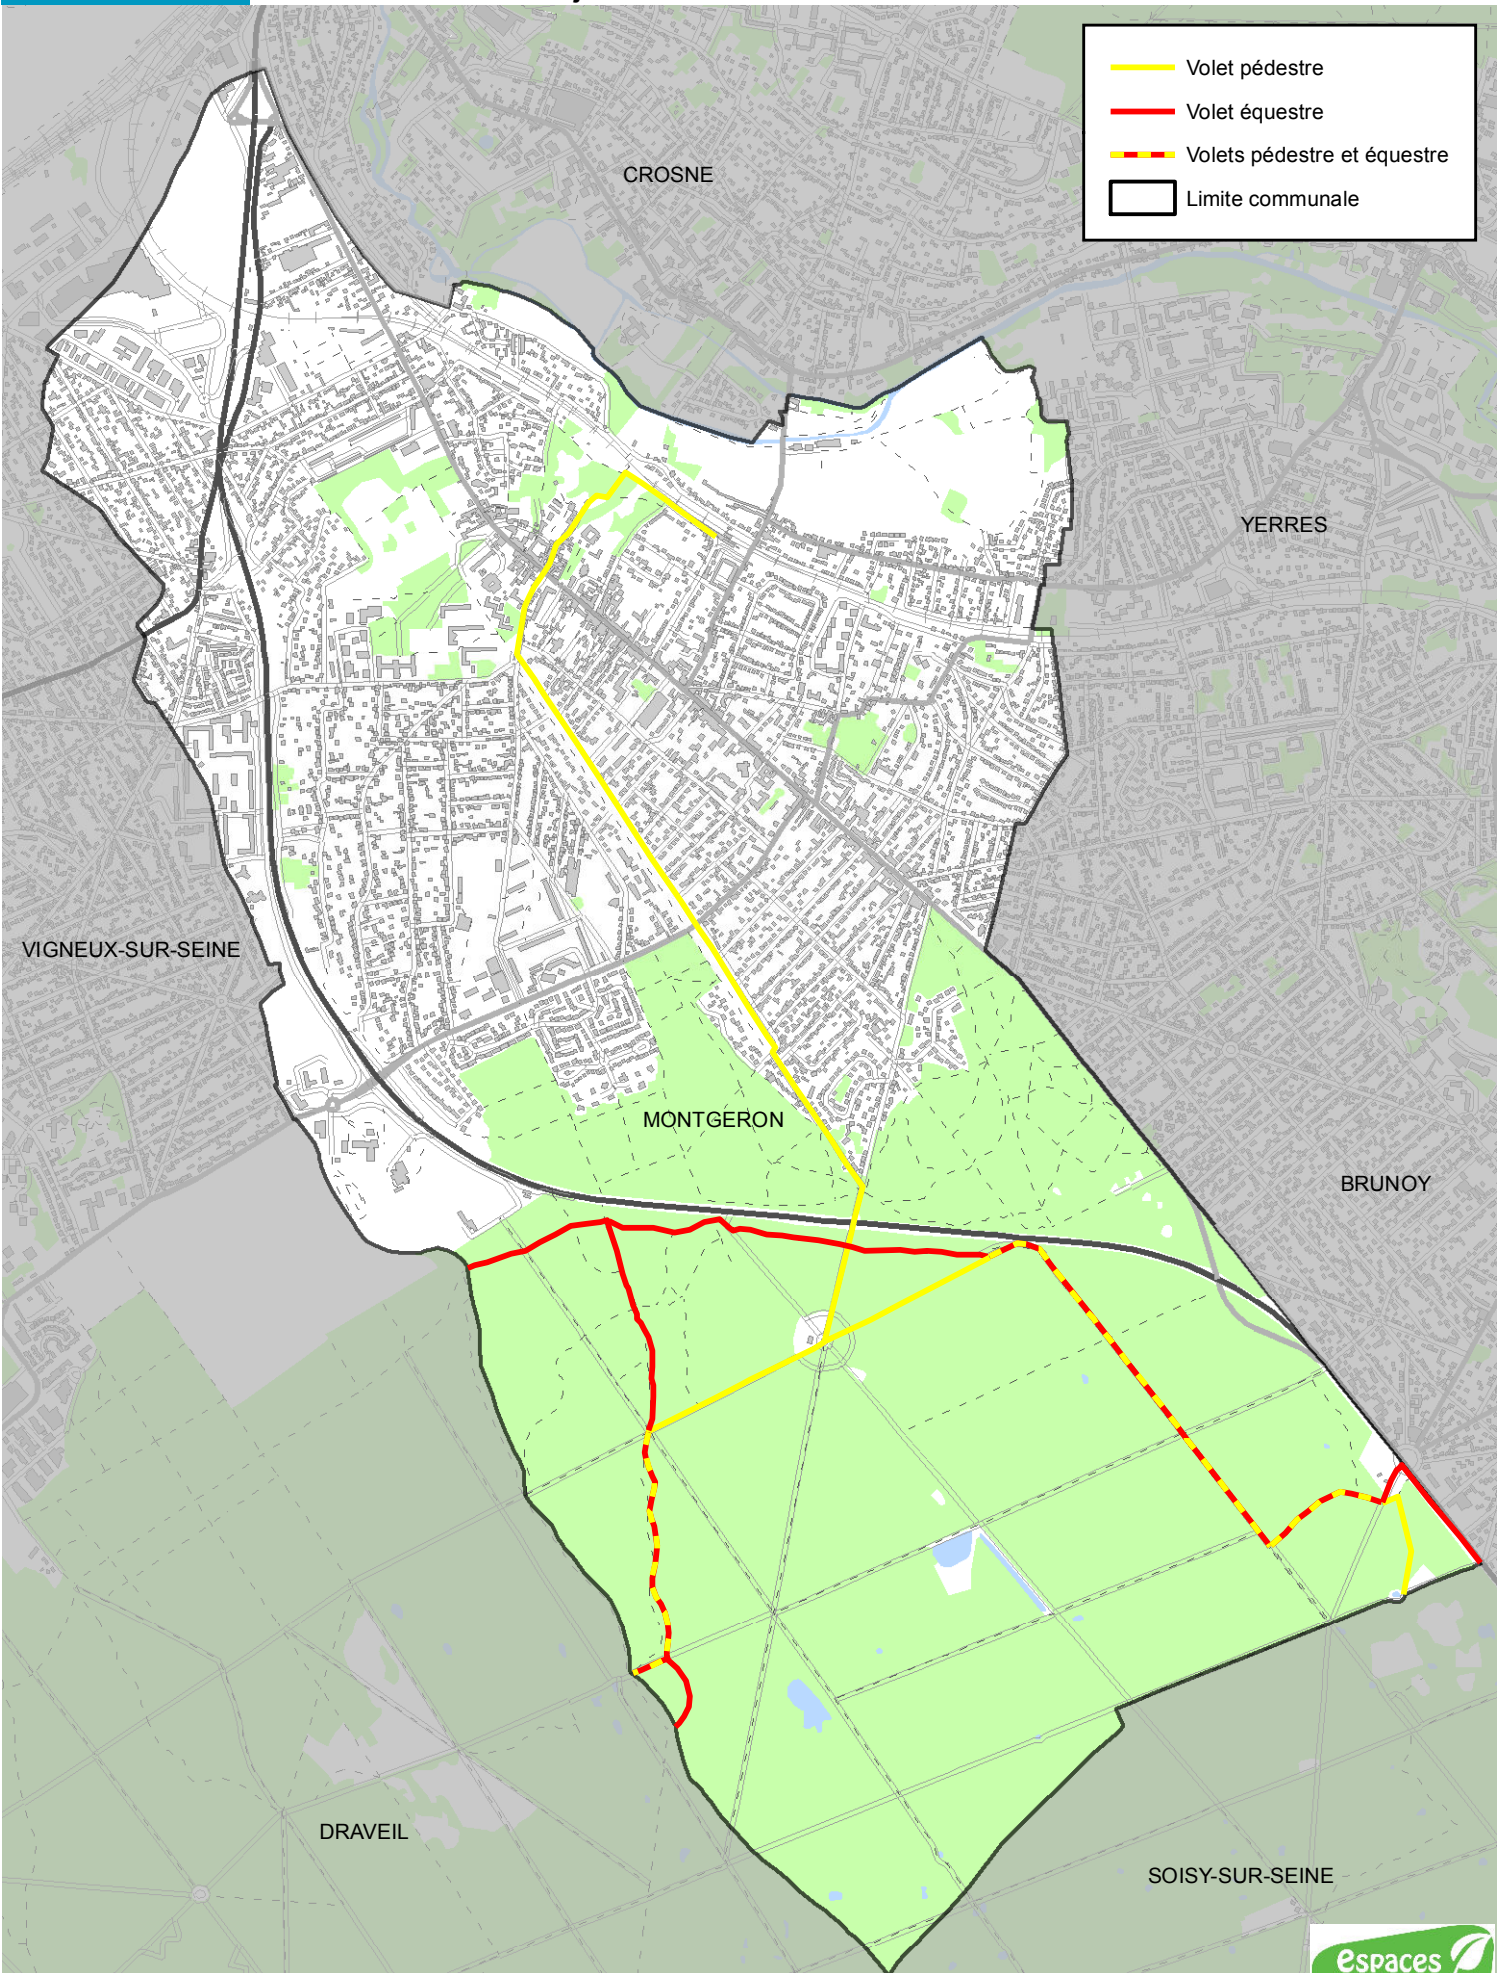 Volet pédestre
Volet équestre
Volets pédestre et équestre
Limite communale
CROSNE
YERRES
VIGNEUX-SUR-SEINE
MONTGERON
BRUNOY
DRAVEIL
SOISY-SUR-SEINE
espaces